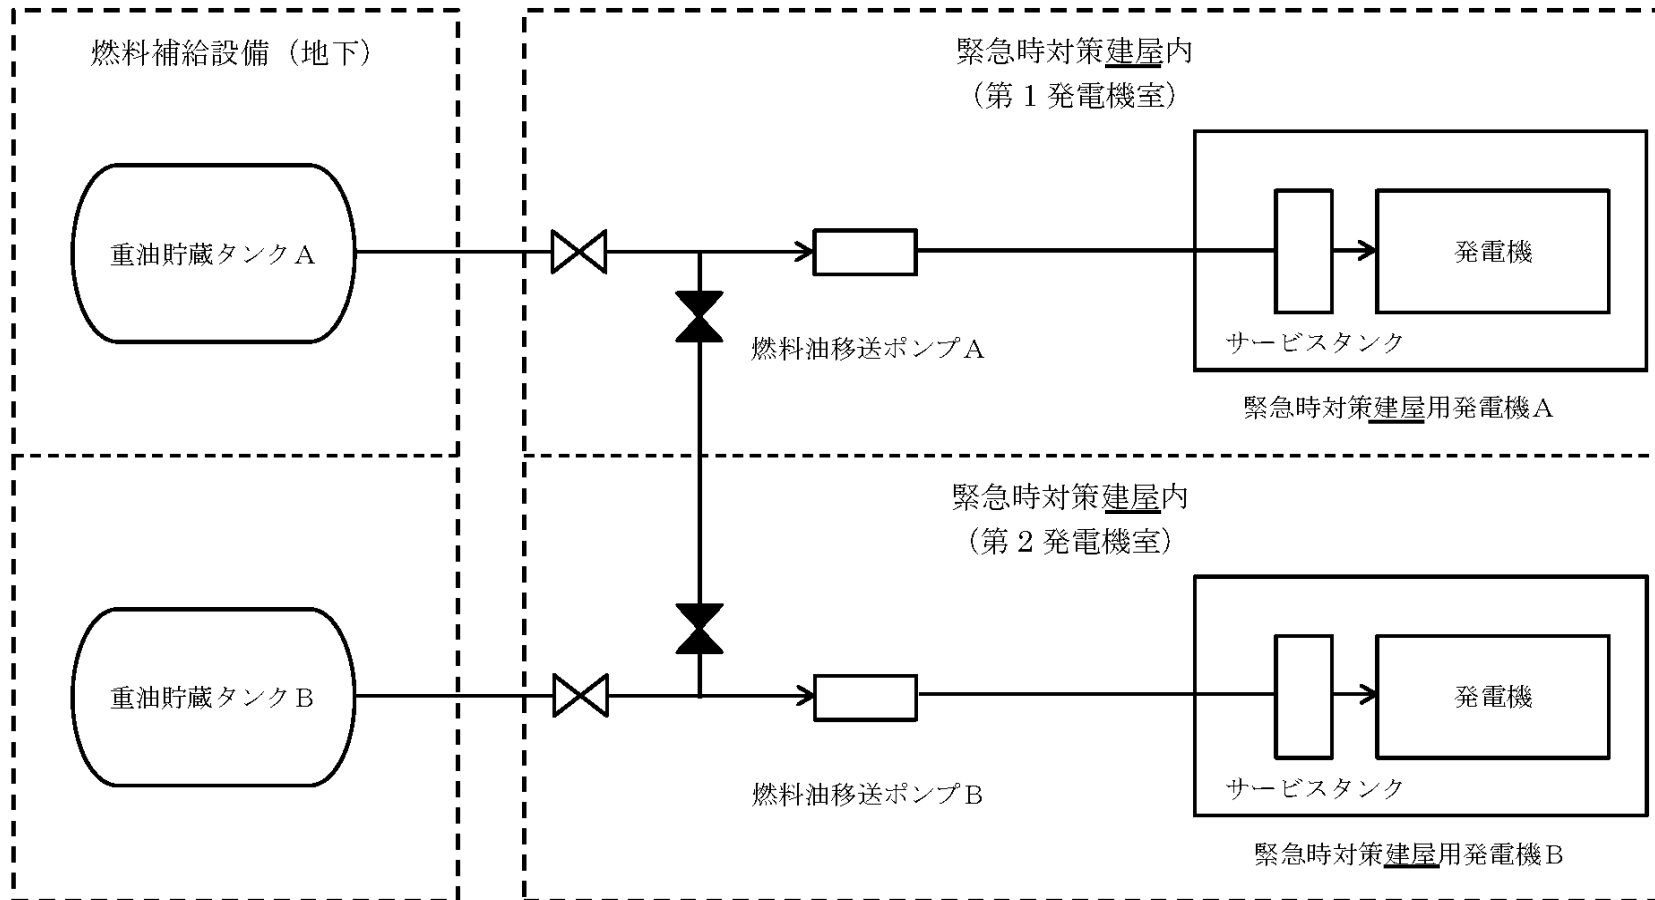 燃料補給設備（地下）
緊急時対策建屋内
（第１発電機室）
重油貯蔵タンクＡ
発電機
サービスタンク
燃料油移送ポンプＡ
緊急時対策建屋用発電機Ａ
緊急時対策建屋内
（第２発電機室）
重油貯蔵タンクＢ
発電機
サービスタンク
燃料油移送ポンプＢ
緊急時対策建屋用発電機Ｂ